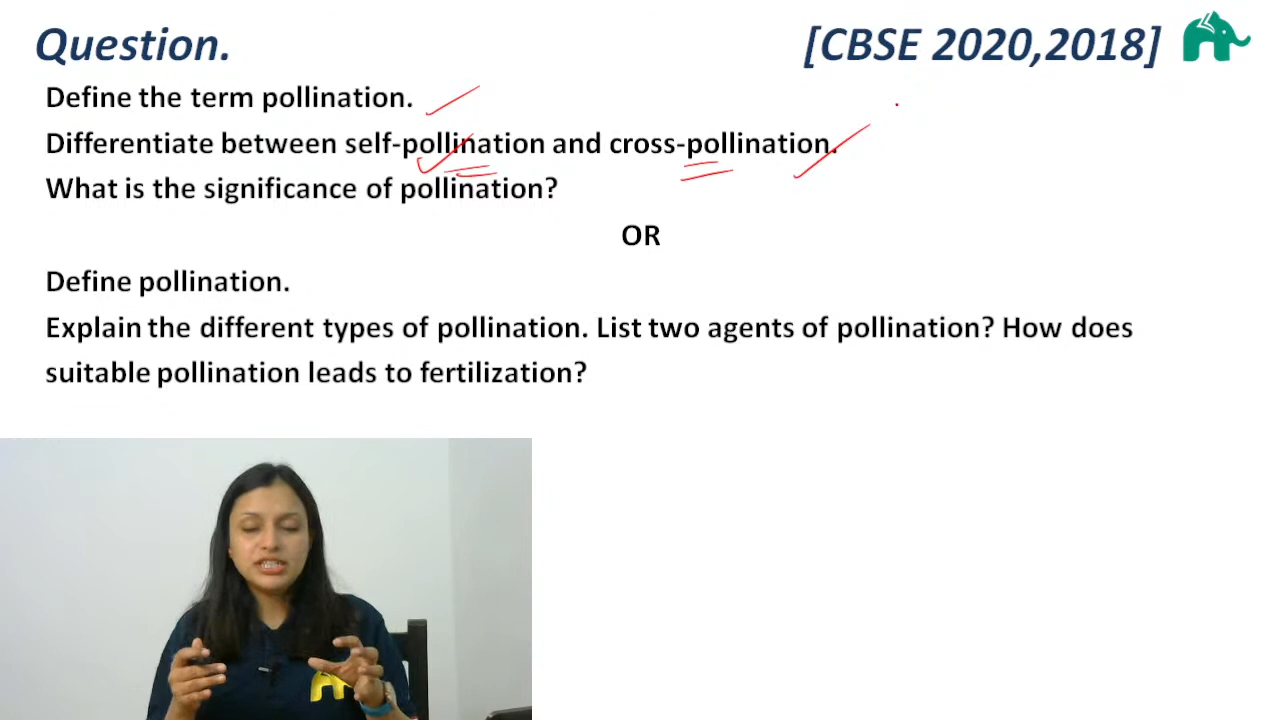 Question.
[CBSE 2020,2018]
Define the term pollination.
Differentiate between self-pollination and cross-pollination.
What is the significance of pollination?
OR
Define pollination.
Explain the different types of pollination. List two agents of pollination? How does
suitable pollination leads to fertilization?